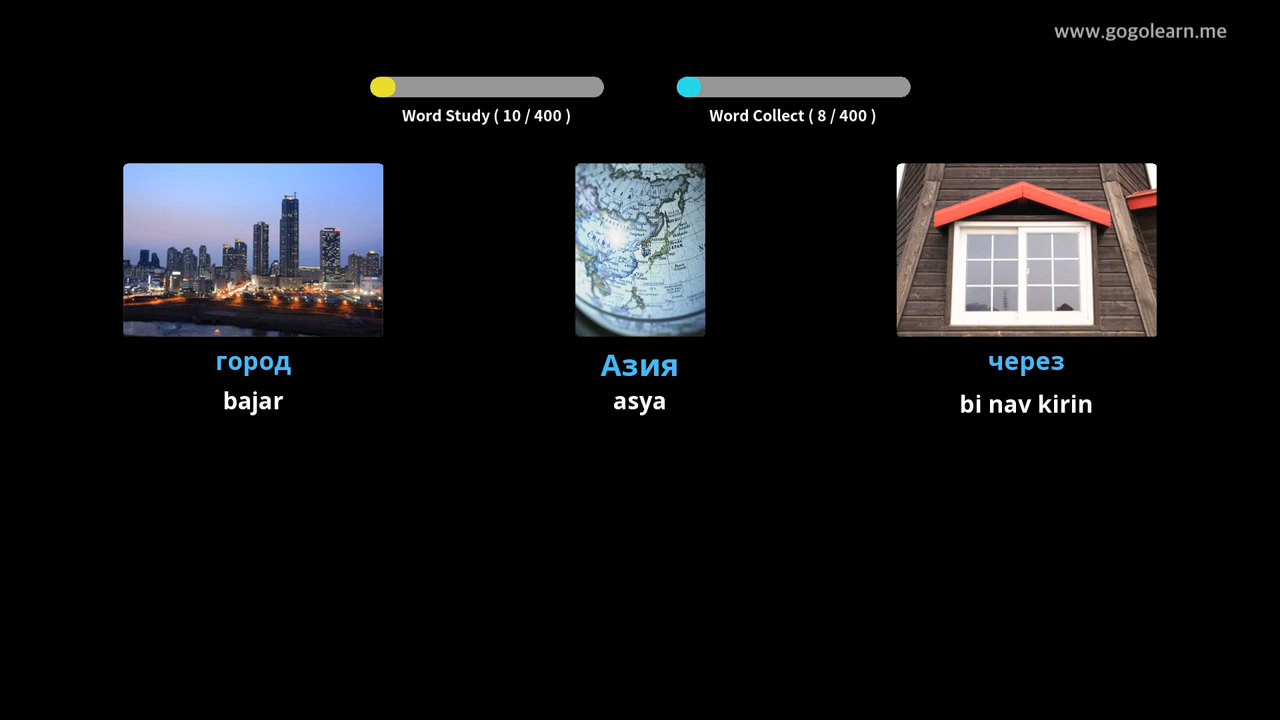 www.gogolearn.me
Word Study ( 10 / 400 )
Word Collect ( 8 / 400 )
город
Азия
через
bajar
asya
bi nav kirin